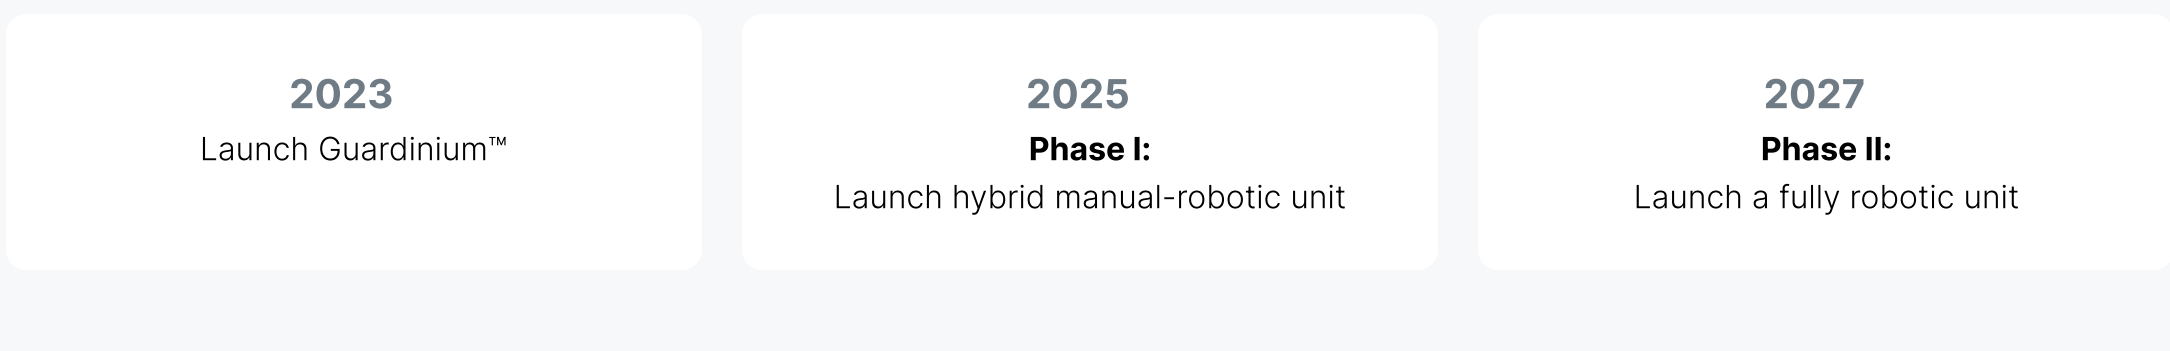 2023
Launch Guardinium™
2025
Phase I:
Launch hybrid manual-robotic unit
2027
Phase II:
Launch a fully robotic unit